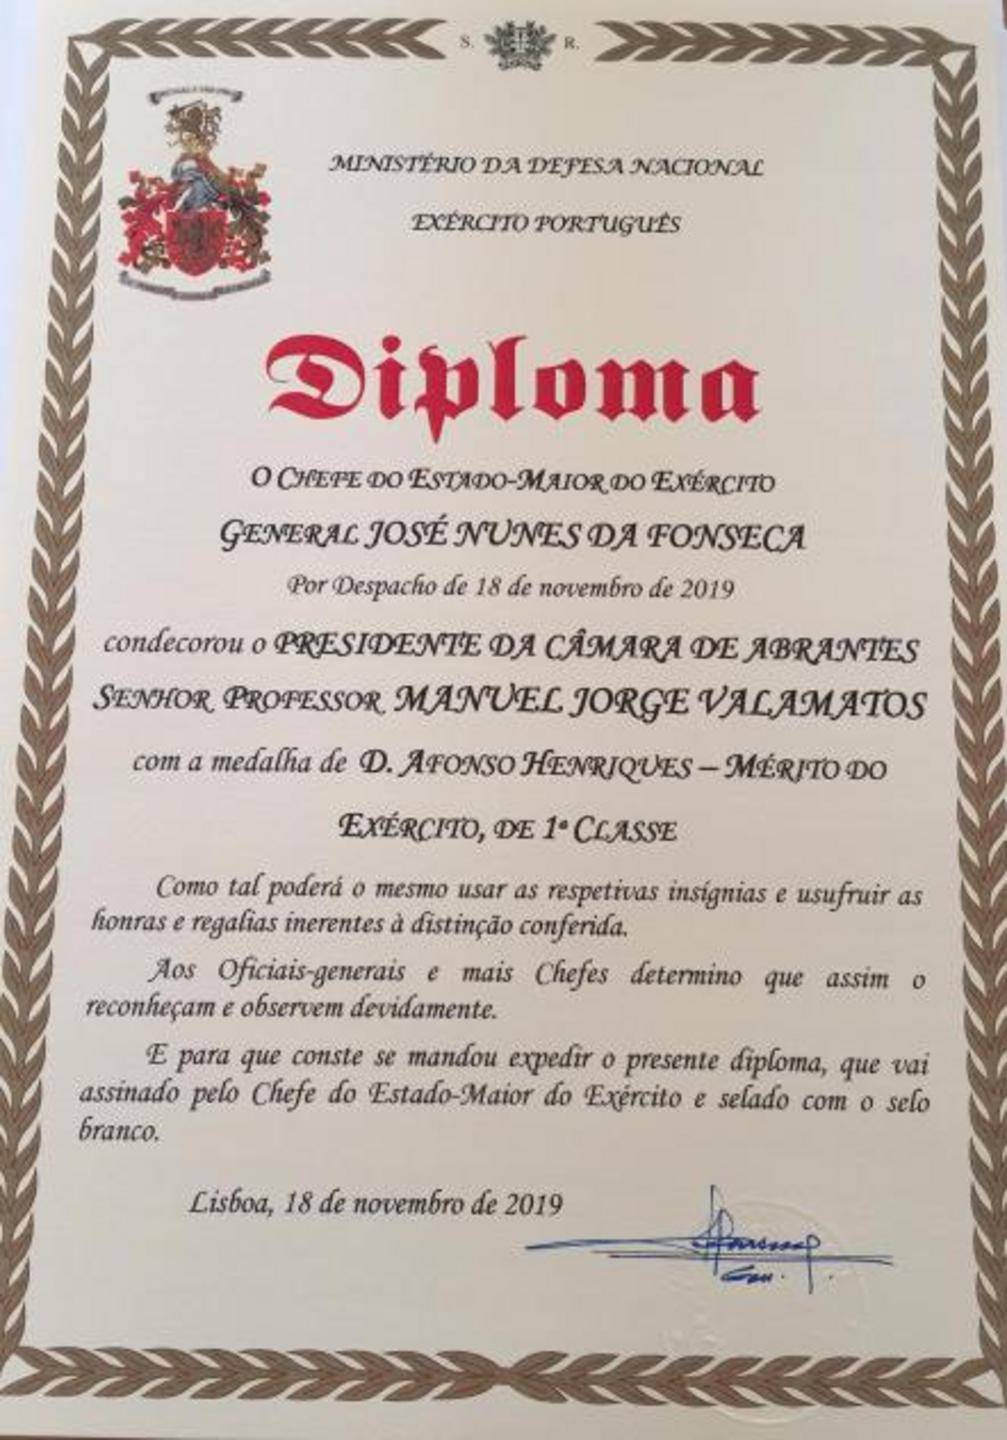 S. R.
MINISTÉRIO DA DEFESA NACIONAL
EXÉRCITO PORTUGUÊS
Diploma
O CHEFE DO ESTADO-MAIOR DO EXÉRCITO
GENERAL JOSÉ NUNES DA FONSECA
Por Despacho de 18 de novembro de 2019
condecorou o PRESIDENTE DA CÂMARA DE ABRANTES
SENHOR PROFESSOR MANUEL JORGE VALAMATOS
com a medalha de D. AFONSO HENRIQUES – MÉRITO DO
EXÉRCITO, DE 1ª CLASSE
Como tal poderá o mesmo usar as respetivas insígnias e usufruir as
honras e regalias inerentes à distinção conferida.
Aos Oficiais-generais e mais Chefes determino que assim o
reconheçam e observem devidamente.
E para que conste se mandou expedir o presente diploma, que vai
assinado pelo Chefe do Estado-Maior do Exército e selado com o selo
branco.
Lisboa, 18 de novembro de 2019